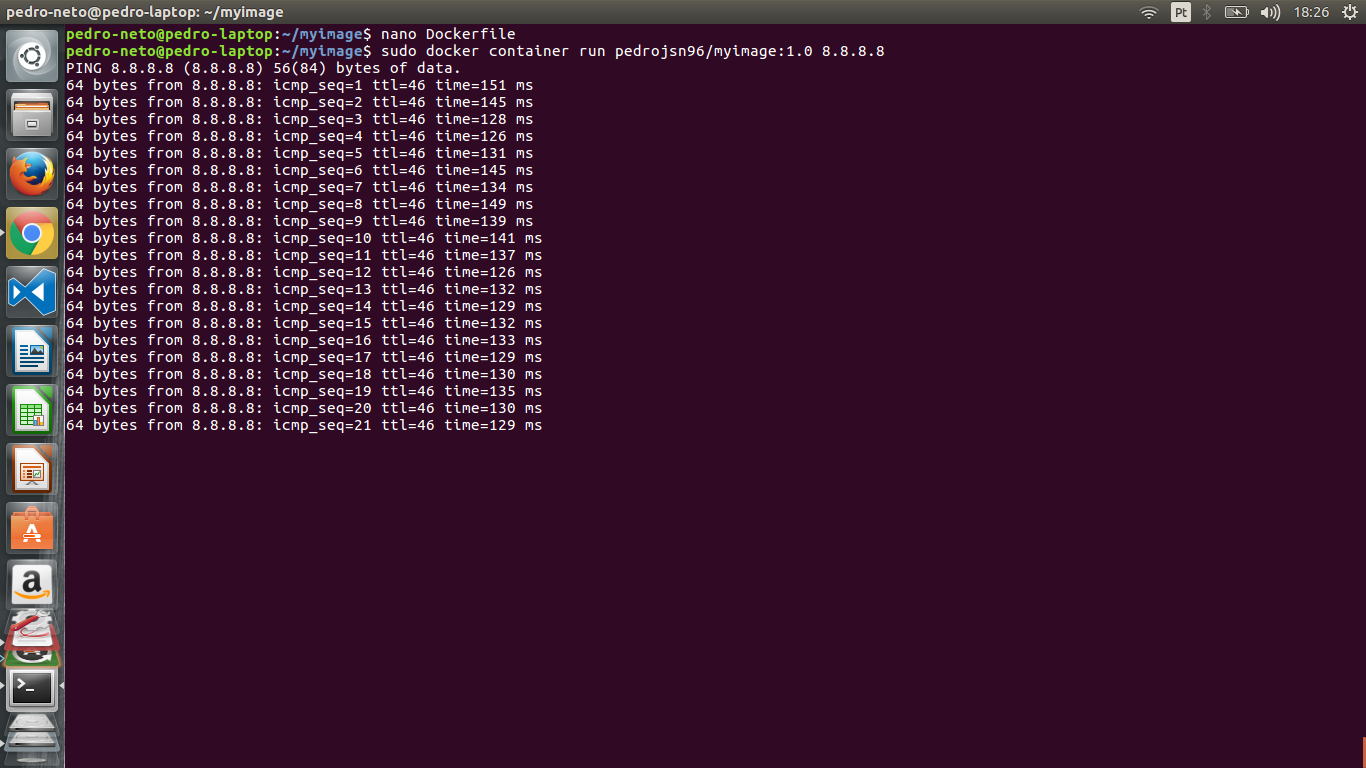 pedro-neto@pedro-laptop: ~/myimage
Pt
18:26
pedro-neto@pedro-laptop:~/myimage$ nano Dockerfile
pedro-neto@pedro-laptop:~/myimage$ sudo docker container run pedrojsn96/myimage:1.0 8.8.8.8
PING 8.8.8.8 (8.8.8.8) 56(84) bytes of data.
64 bytes from 8.8.8.8: icmp_seq=1 ttl=46 time=151 ms
64 bytes from 8.8.8.8: icmp_seq=2 ttl=46 time=145 ms
64 bytes from 8.8.8.8: icmp_seq=3 ttl=46 time=128 ms
64 bytes from 8.8.8.8: icmp_seq=4 ttl=46 time=126 ms
64 bytes from 8.8.8.8: icmp_seq=5 ttl=46 time=131 ms
64 bytes from 8.8.8.8: icmp_seq=6 ttl=46 time=145 ms
64 bytes from 8.8.8.8: icmp_seq=7 ttl=46 time=134 ms
64 bytes from 8.8.8.8: icmp_seq=8 ttl=46 time=149 ms
64 bytes from 8.8.8.8: icmp_seq=9 ttl=46 time=139 ms
64 bytes from 8.8.8.8: icmp_seq=10 ttl=46 time=141 ms
64 bytes from 8.8.8.8: icmp_seq=11 ttl=46 time=137 ms
64 bytes from 8.8.8.8: icmp_seq=12 ttl=46 time=126 ms
64 bytes from 8.8.8.8: icmp_seq=13 ttl=46 time=132 ms
64 bytes from 8.8.8.8: icmp_seq=14 ttl=46 time=129 ms
64 bytes from 8.8.8.8: icmp_seq=15 ttl=46 time=132 ms
64 bytes from 8.8.8.8: icmp_seq=16 ttl=46 time=133 ms
64 bytes from 8.8.8.8: icmp_seq=17 ttl=46 time=129 ms
64 bytes from 8.8.8.8: icmp_seq=18 ttl=46 time=130 ms
64 bytes from 8.8.8.8: icmp_seq=19 ttl=46 time=135 ms
64 bytes from 8.8.8.8: icmp_seq=20 ttl=46 time=130 ms
64 bytes from 8.8.8.8: icmp_seq=21 ttl=46 time=129 ms